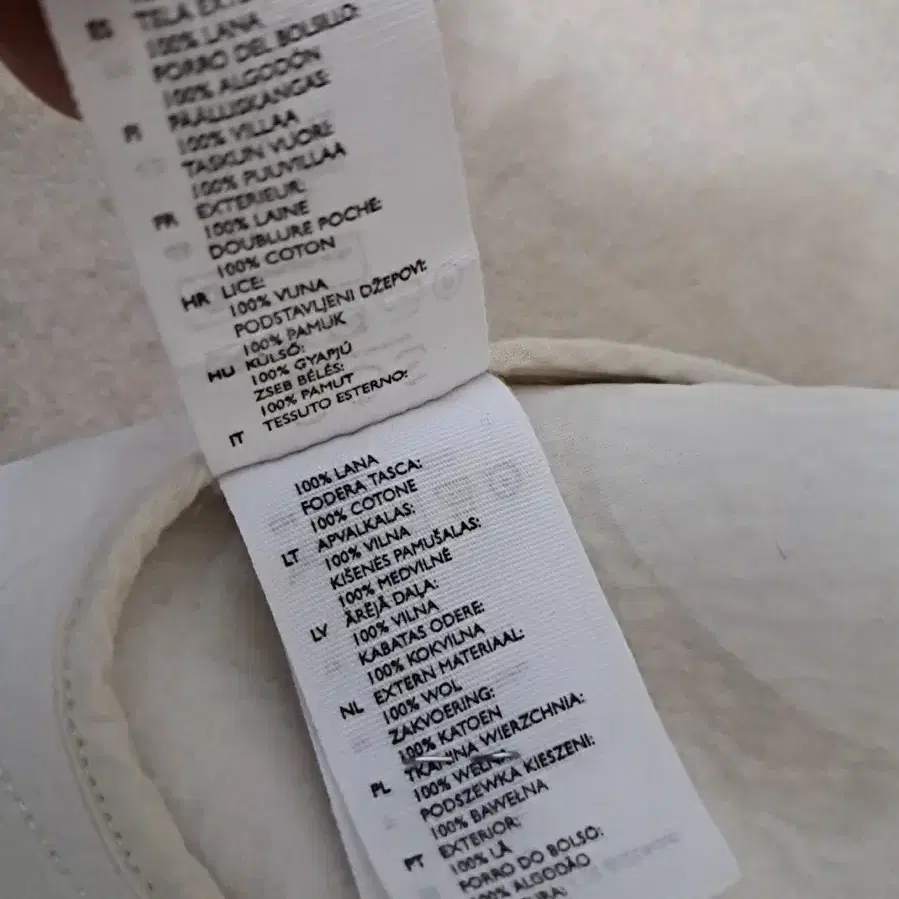 ES TELA
100% LANA
FORRO DEL BOLSILLO:
100% ALGODÓN
FI PÄÄLLISKANGAS:
100% VILLAA
TASKUN VUORI:
100% PUUVILLAA
FR EXTERIEUR:
100% LAINE
DOUBLURE POCHE:
100% COTON
HR LICE:
100% VUNA
PODSTAVLJENI DŽEPOVI:
100% PAMUK
HU KÜLSŐ:
100% GYAPJÚ
ZSEB BÉLÉS:
100% PAMUT
IT TESSUTO ESTERNO:
100% LANA
FODERA TASCA:
100% COTONE
LT APVALKALAS:
100% VILNA
KIŠENĖS PAMUŠALAS:
100% MEDVILNĖ
LV ĀRĒJĀ DAĻA:
100% VILNA
KABATAS ODERE:
100% KOKVILNA
NL EXTERN MATERIAAL:
100% WOL
ZAKVOERING:
100% KATOEN
PL TKANINA WIERZCHNIA:
100% WEŁNA
PODSZEWKA KIESZENI:
100% BAWEŁNA
PT EXTERIOR:
100% LÃ
FORRO DO BOLSO:
100% ALGODÃO